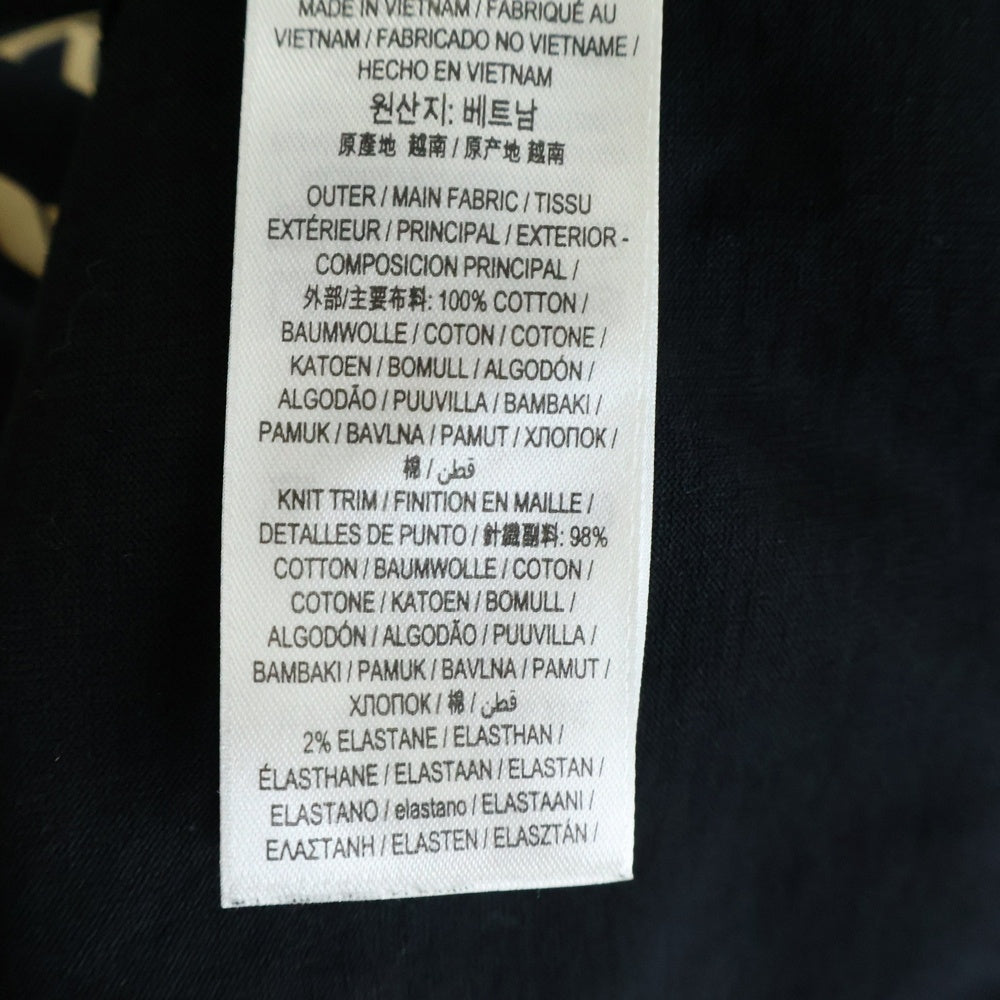 MADE IN VIETNAM / FABRIQUÉ AU
VIETNAM / FABRICADO NO VIETNAME /
HECHO EN VIETNAM
원산지: 베트남
原產地 越南 / 原产地 越南
OUTER / MAIN FABRIC / TISSU
EXTÉRIEUR / PRINCIPAL / EXTERIOR -
COMPOSICION PRINCIPAL /
外部/主要布料: 100% COTTON /
BAUMWOLLE / COTON / COTONE /
KATOEN / BOMULL / ALGODÓN /
ALGODÃO / PUUVILLA / BAMBAKI /
PAMUK / BAVLNA / PAMUT / ХЛОПОК /
棉 / قطن
KNIT TRIM / FINITION EN MAILLE /
DETALLES DE PUNTO / 針織副料: 98%
COTTON / BAUMWOLLE / COTON /
COTONE / KATOEN / BOMULL /
ALGODÓN / ALGODÃO / PUUVILLA /
BAMBAKI / PAMUK / BAVLNA / PAMUT /
ХЛОПОК / 棉 / قطن
2% ELASTANE / ELASTHAN /
ÉLASTHANE / ELASTAAN / ELASTAN /
ELASTANO / elastano / ELASTAANI /
ΕΛΑΣΤΑΝΗ / ELASTEN / ELASZTÁN /